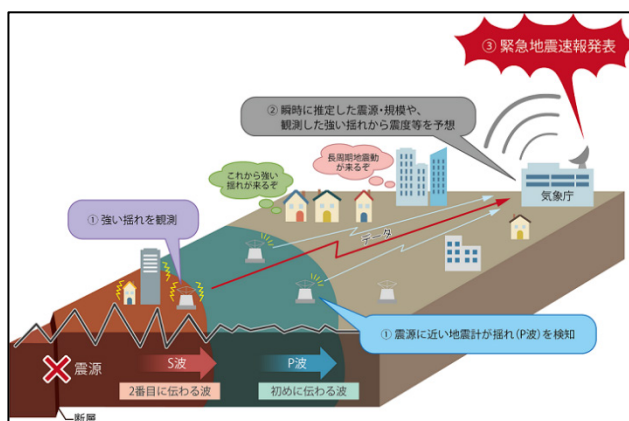 ③ 緊急地震速報発表
② 瞬時に推定した震源・規模や、
観測した強い揺れから震度等を予想
長周期地震動
が来るぞ
これから強い
揺れが来るぞ
気象庁
① 強い揺れを観測
データ
① 震源に近い地震計が揺れ(P波)を検知
震源
S波
P波
2番目に伝わる波
初めに伝わる波
断層